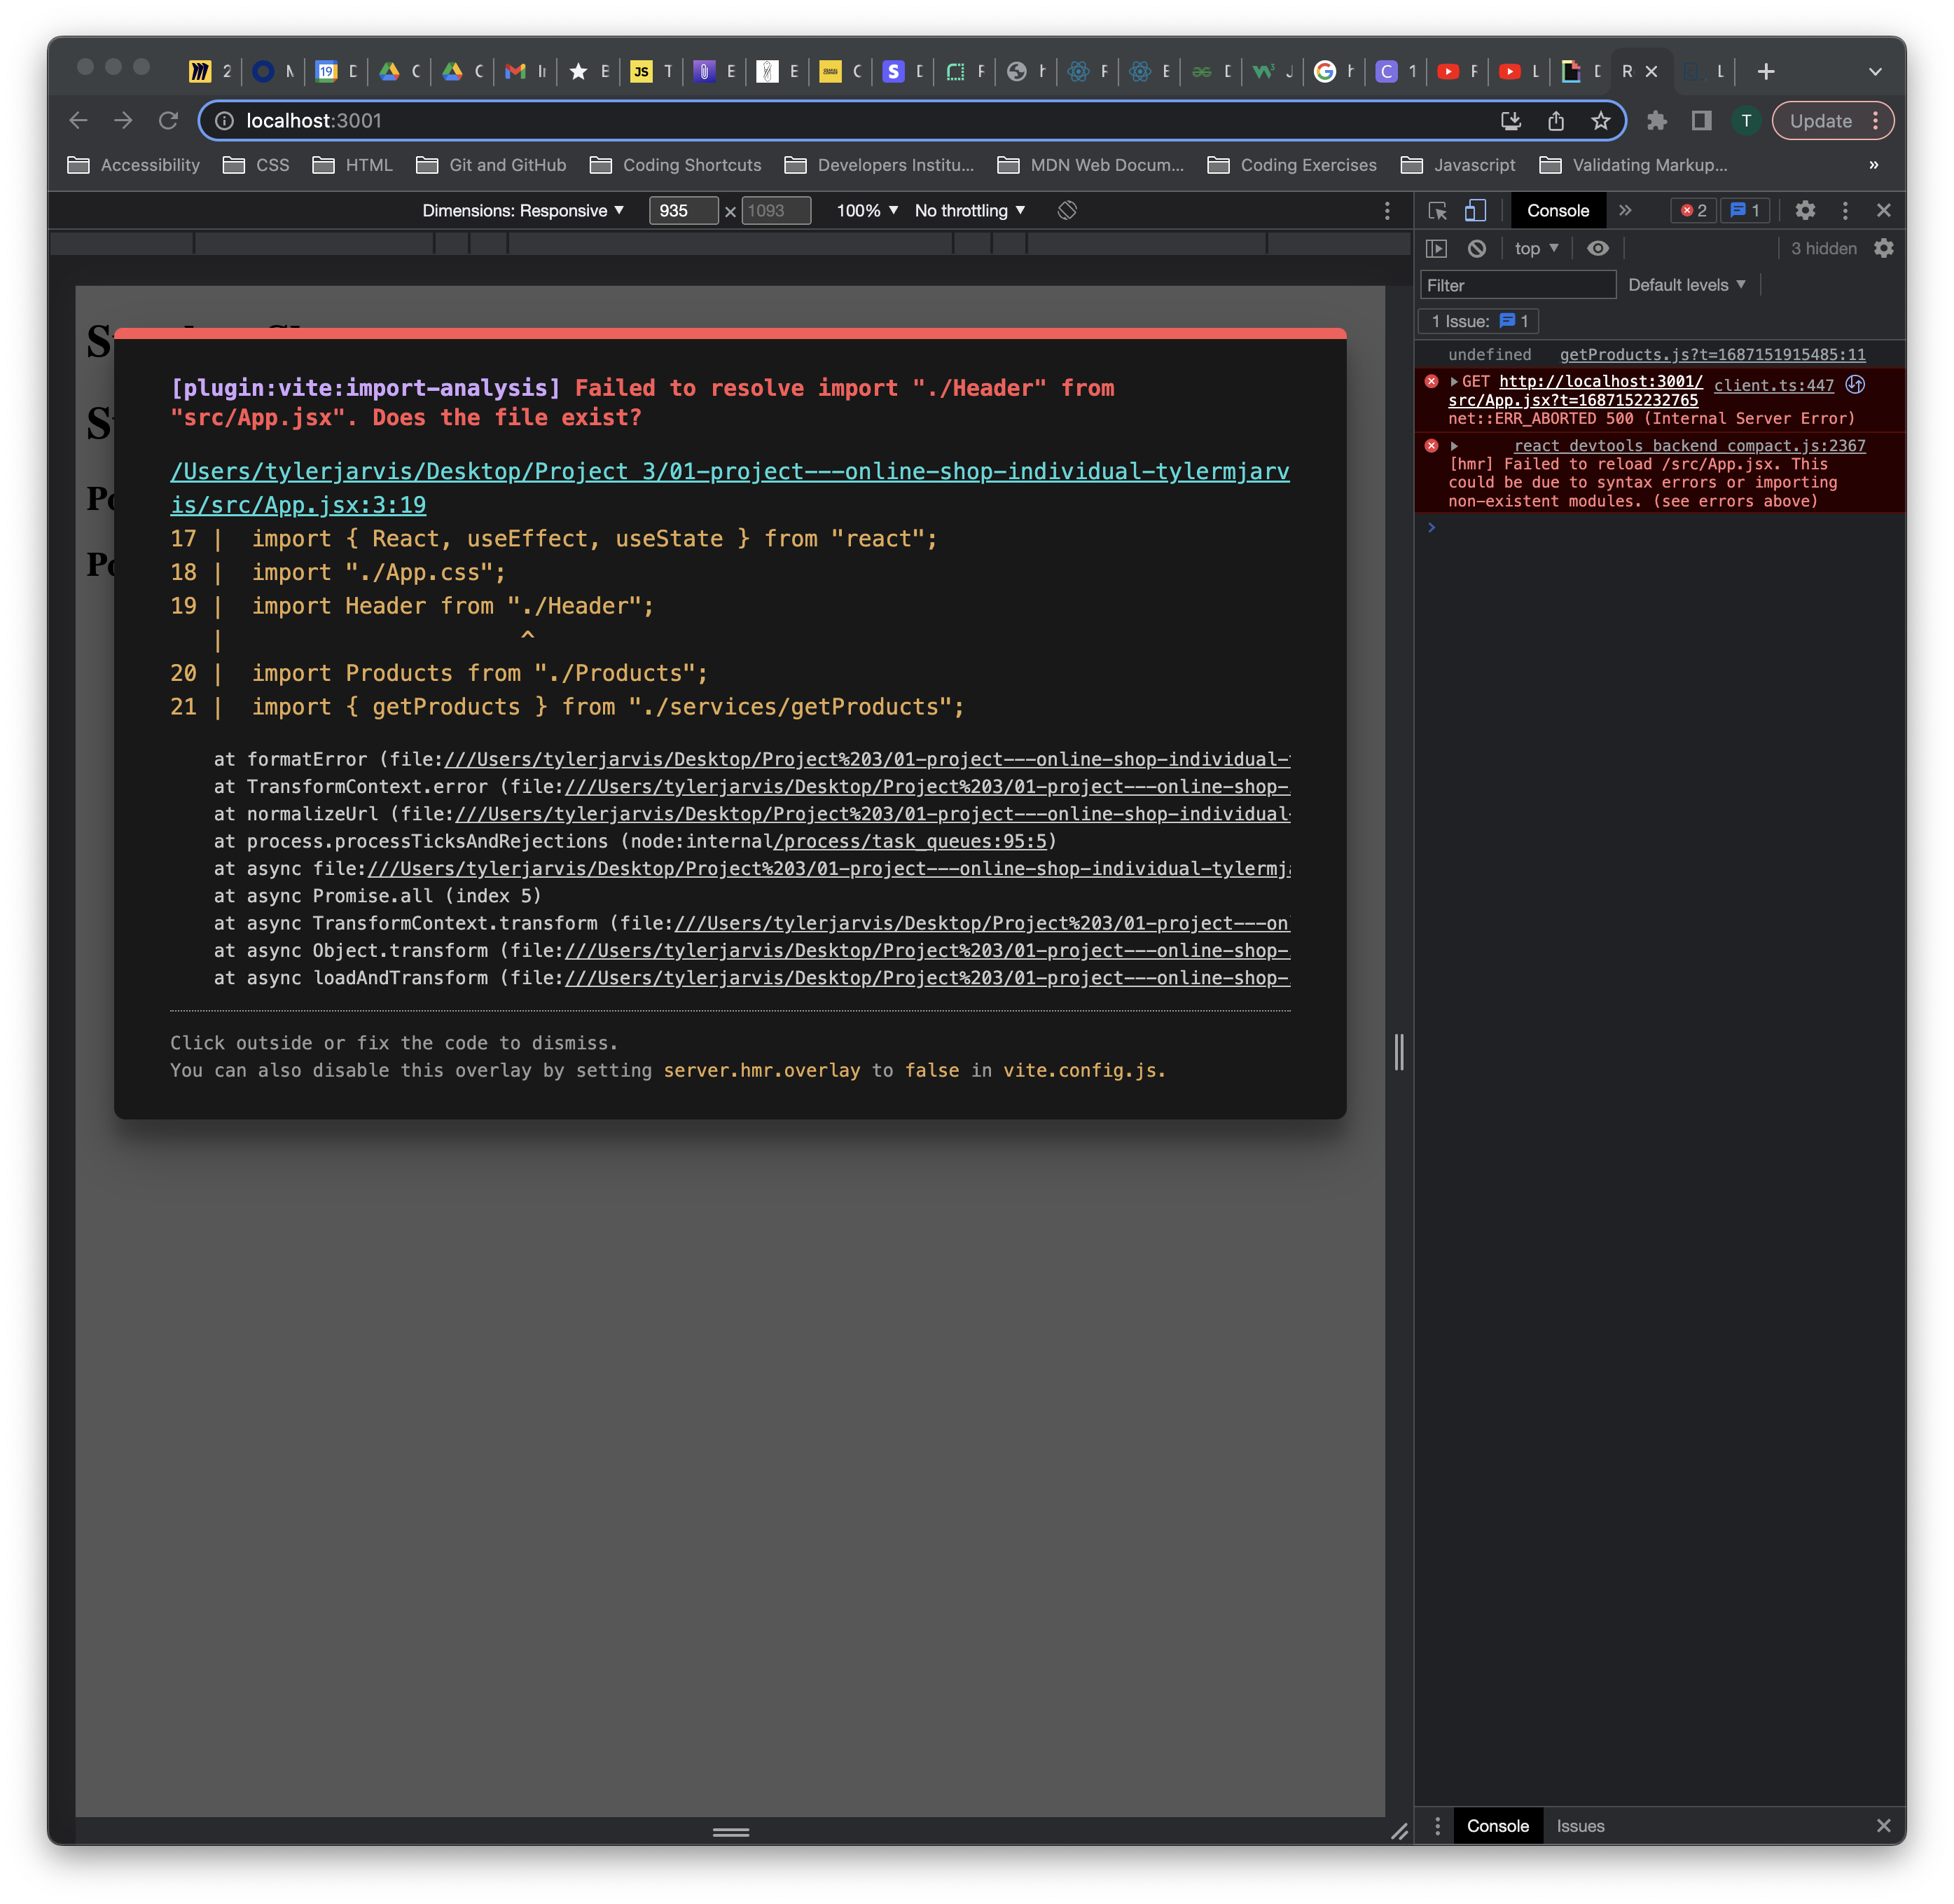 2 N 19 D C C I E JS T E E C S D F h F E D J h C 1 F L D R L
localhost:3001
T Update
Accessibility CSS HTML Git and GitHub Coding Shortcuts Developers Institu... MDN Web Docum... Coding Exercises Javascript Validating Markup... »
Dimensions: Responsive 935 × 1093 100% No throttling
Console 2 1
top 3 hidden
Filter Default levels
1 Issue: 1
undefined getProducts.js?t=1687151915485:11
GET http://localhost:3001/ client.ts:447
src/App.jsx?t=1687152232765
net::ERR_ABORTED 500 (Internal Server Error)
react_devtools_backend_compact.js:2367
[hmr] Failed to reload /src/App.jsx. This
could be due to syntax errors or importing
non-existent modules. (see errors above)
[plugin:vite:import-analysis] Failed to resolve import "./Header" from
"src/App.jsx". Does the file exist?
/Users/tylerjarvis/Desktop/Project 3/01-project---online-shop-individual-tylermjarv
is/src/App.jsx:3:19
17 | import { React, useEffect, useState } from "react";
18 | import "./App.css";
19 | import Header from "./Header";
| ^
20 | import Products from "./Products";
21 | import { getProducts } from "./services/getProducts";
at formatError (file:///Users/tylerjarvis/Desktop/Project%203/01-project---online-shop-individual-
at TransformContext.error (file:///Users/tylerjarvis/Desktop/Project%203/01-project---online-shop-
at normalizeUrl (file:///Users/tylerjarvis/Desktop/Project%203/01-project---online-shop-individual-
at process.processTicksAndRejections (node:internal/process/task_queues:95:5)
at async file:///Users/tylerjarvis/Desktop/Project%203/01-project---online-shop-individual-tylermj
at async Promise.all (index 5)
at async TransformContext.transform (file:///Users/tylerjarvis/Desktop/Project%203/01-project---on
at async Object.transform (file:///Users/tylerjarvis/Desktop/Project%203/01-project---online-shop-
at async loadAndTransform (file:///Users/tylerjarvis/Desktop/Project%203/01-project---online-shop-
Click outside or fix the code to dismiss.
You can also disable this overlay by setting server.hmr.overlay to false in vite.config.js.
Console Issues